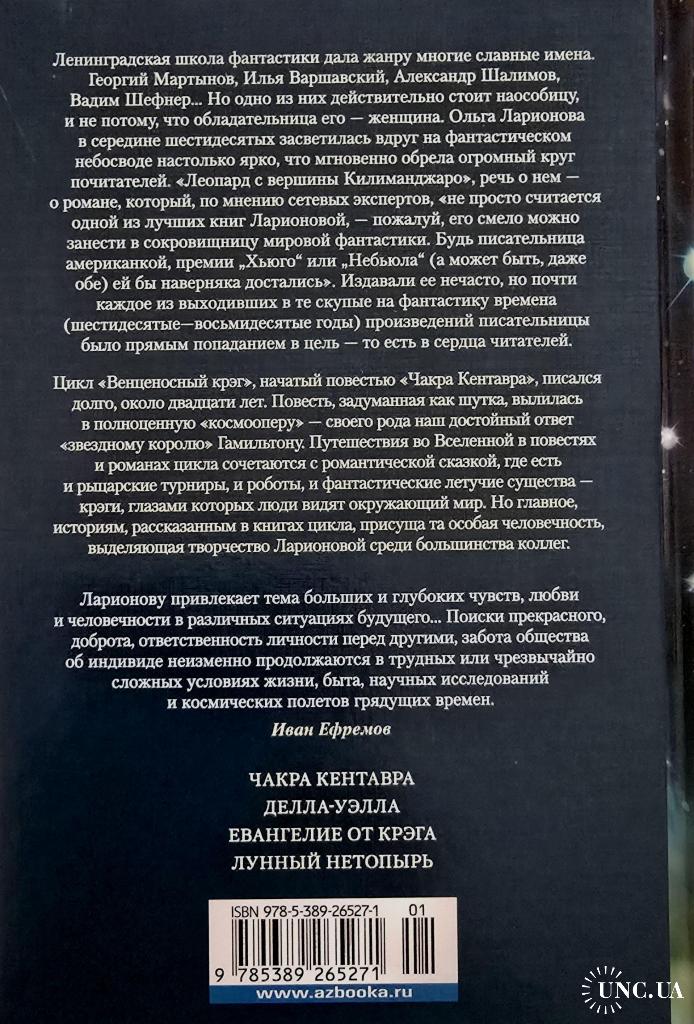 Ленинградская школа фантастики дала жанру многие славные имена.
Георгий Мартынов, Илья Варшавский, Александр Шалимов,
Вадим Шефнер... Но одно из них действительно стоит наособицу,
и не потому, что обладательница его — женщина. Ольга Ларионова
в середине шестидесятых засветилась вдруг на фантастическом
небосводе настолько ярко, что мгновенно обрела огромный круг
почитателей. «Леопард с вершины Килиманджаро», речь о нем —
о романе, который, по мнению сетевых экспертов, «не просто считается
одной из лучших книг Ларионовой, — пожалуй, его смело можно
занести в сокровищницу мировой фантастики. Будь писательница
американкой, премии „Хьюго“ или „Небьюла“ (а может быть, даже
обе) ей бы наверняка достались». Издавали ее нечасто, но почти
каждое из выходивших в те скупые на фантастику времена
(шестидесятые—восьмидесятые годы) произведений писательницы
было прямым попаданием в цель — то есть в сердца читателей.
Цикл «Венценосный крэг», начатый повестью «Чакра Кентавра», писался
долго, около двадцати лет. Повесть, задуманная как шутка, вылилась
в полноценную «космооперу» — своего рода наш достойный ответ
«звездному королю» Гамильтону. Путешествия во Вселенной в повестях
и романах цикла сочетаются с романтической сказкой, где есть
и рыцарские турниры, и роботы, и фантастические летучие существа —
крэги, глазами которых люди видят окружающий мир. Но главное,
историям, рассказанным в книгах цикла, присуща та особая человечность,
выделяющая творчество Ларионовой среди большинства коллег.
Ларионову привлекает тема больших и глубоких чувств, любви
и человечности в различных ситуациях будущего... Поиски прекрасного,
доброта, ответственность личности перед другими, забота общества
об индивиде неизменно продолжаются в трудных или чрезвычайно
сложных условиях жизни, быта, научных исследований
и космических полетов грядущих времен.
Иван Ефремов
ЧАКРА КЕНТАВРА
ДЕЛЛА-УЭЛЛА
ЕВАНГЕЛИЕ ОТ КРЭГА
ЛУННЫЙ НЕТОПЫРЬ
ISBN 978-5-389-26527-1 01
9 785389 265271
www.azbooka.ru
UNC.UA